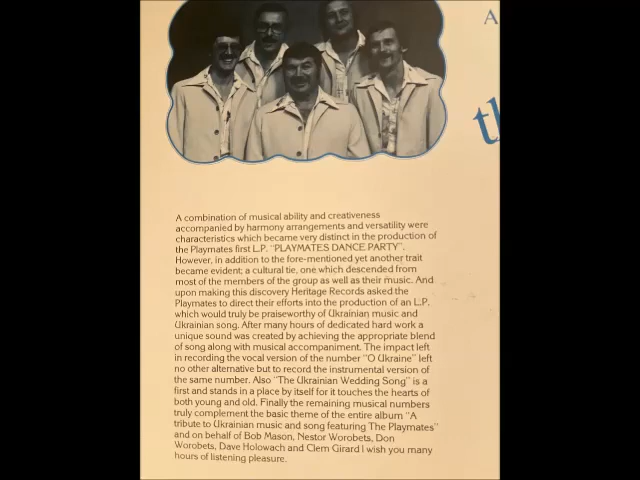 A
th
A combination of musical ability and creativeness
accompanied by harmony arrangements and versatility were
characteristics which became very distinct in the production of
the Playmates first L.P. "PLAYMATES DANCE PARTY".
However, in addition to the fore-mentioned yet another trait
became evident; a cultural tie, one which descended from
most of the members of the group as well as their music. And
upon making this discovery Heritage Records asked the
Playmates to direct their efforts into the production of an L.P.
which would truly be praiseworthy of Ukrainian music and
Ukrainian song. After many hours of dedicated hard work a
unique sound was created by achieving the appropriate blend
of song along with musical accompaniment. The impact left
in recording the vocal version of the number "O Ukraine" left
no other alternative but to record the instrumental version of
the same number. Also "The Ukrainian Wedding Song" is a
first and stands in a place by itself for it touches the hearts of
both young and old. Finally the remaining musical numbers
truly complement the basic theme of the entire album "A
tribute to Ukrainian music and song featuring The Playmates"
and on behalf of Bob Mason, Nestor Worobets, Don
Worobets, Dave Holowach and Clem Girard I wish you many
hours of listening pleasure.